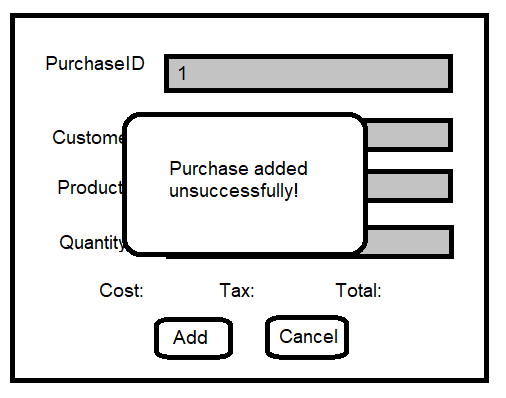 PurchaseID
1
Custome
Purchase added
unsuccessfully!
Product
Quantity
Cost: Tax: Total:
Add Cancel